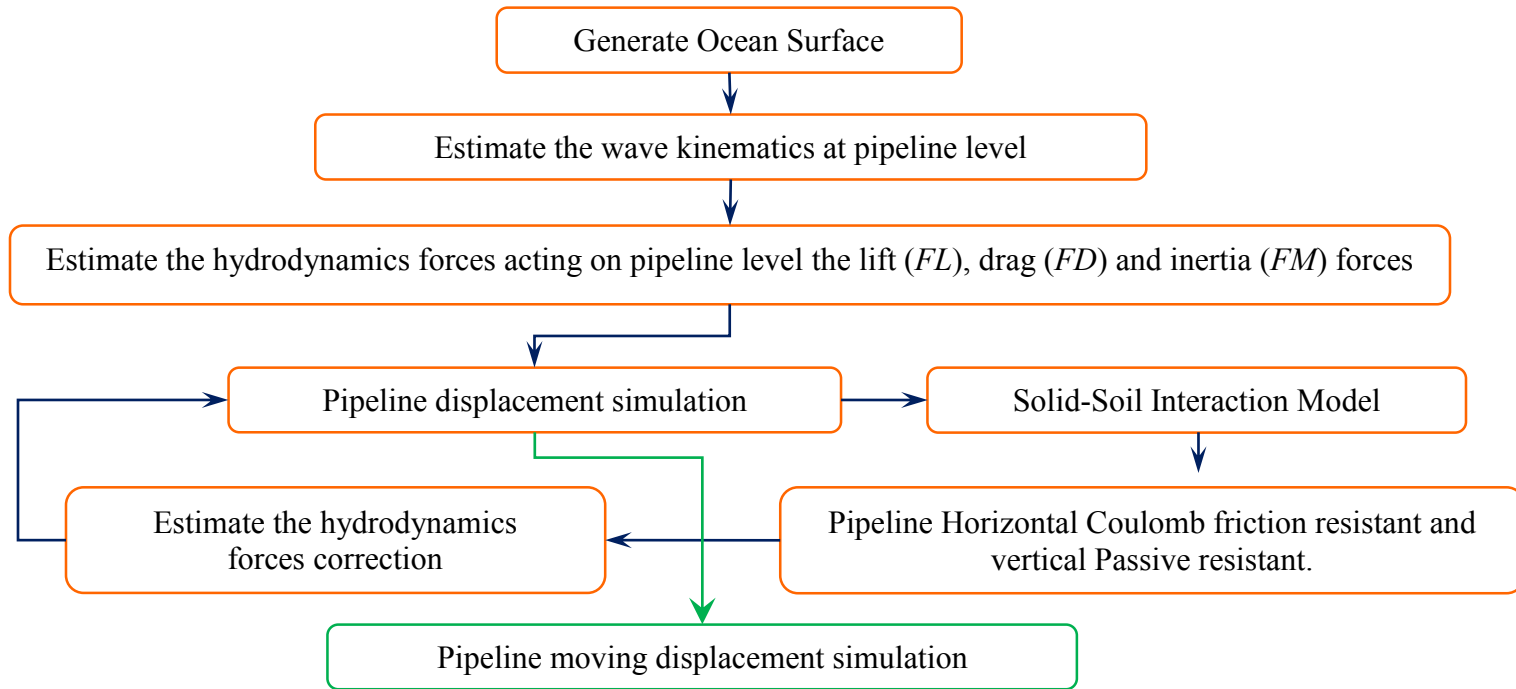 Generate Ocean Surface
Estimate the wave kinematics at pipeline level
Estimate the hydrodynamics forces acting on pipeline level the lift (FL), drag (FD) and inertia (FM) forces
Pipeline displacement simulation
Solid-Soil Interaction Model
Estimate the hydrodynamics
forces correction
Pipeline Horizontal Coulomb friction resistant and
vertical Passive resistant.
Pipeline moving displacement simulation